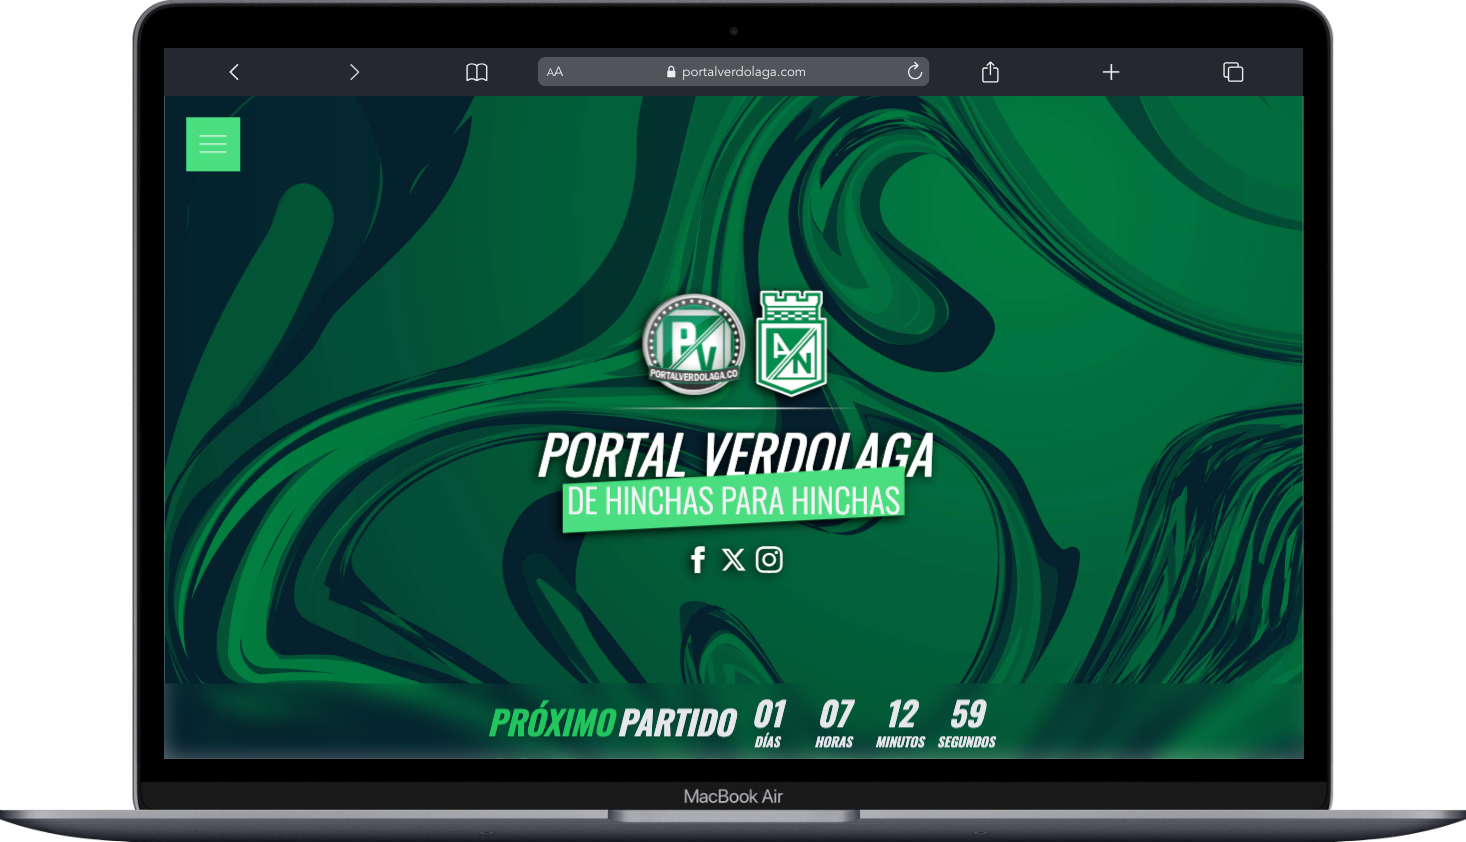 AA portalverdolaga.com
PV
PORTALVERDOLAGA.CO
AN
PORTAL VERDOLAGA
DE HINCHAS PARA HINCHAS
PRÓXIMO PARTIDO
01 07 12 59
DÍAS HORAS MINUTOS SEGUNDOS
MacBook Air